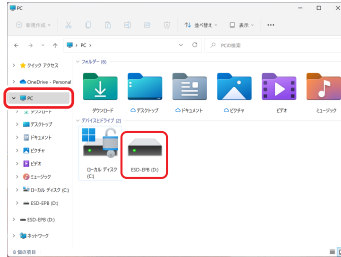 PC
新規作成
並べ替え
表示
PC
PCの検索
クイック アクセス
OneDrive - Personal
PC
ダウンロード
デスクトップ
ドキュメント
ピクチャ
ビデオ
ミュージック
ローカル ディスク (C:)
ESD-EPB (D:)
ESD-EPB (D:)
ネットワーク
フォルダー (6)
ダウンロード
デスクトップ
ドキュメント
ピクチャ
ビデオ
ミュージック
デバイスとドライブ (2)
ローカル ディスク
(C:)
ESD-EPB (D:)
8 個の項目